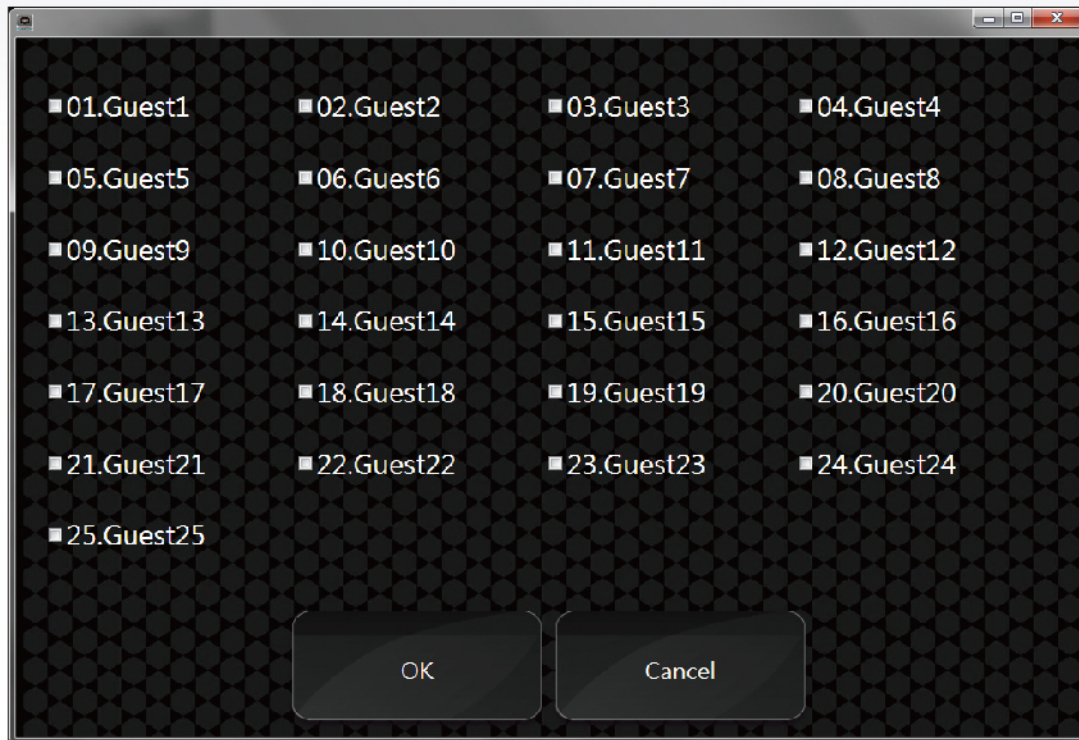 01.Guest1 02.Guest2 03.Guest3 04.Guest4
05.Guest5 06.Guest6 07.Guest7 08.Guest8
09.Guest9 10.Guest10 11.Guest11 12.Guest12
13.Guest13 14.Guest14 15.Guest15 16.Guest16
17.Guest17 18.Guest18 19.Guest19 20.Guest20
21.Guest21 22.Guest22 23.Guest23 24.Guest24
25.Guest25
OK Cancel